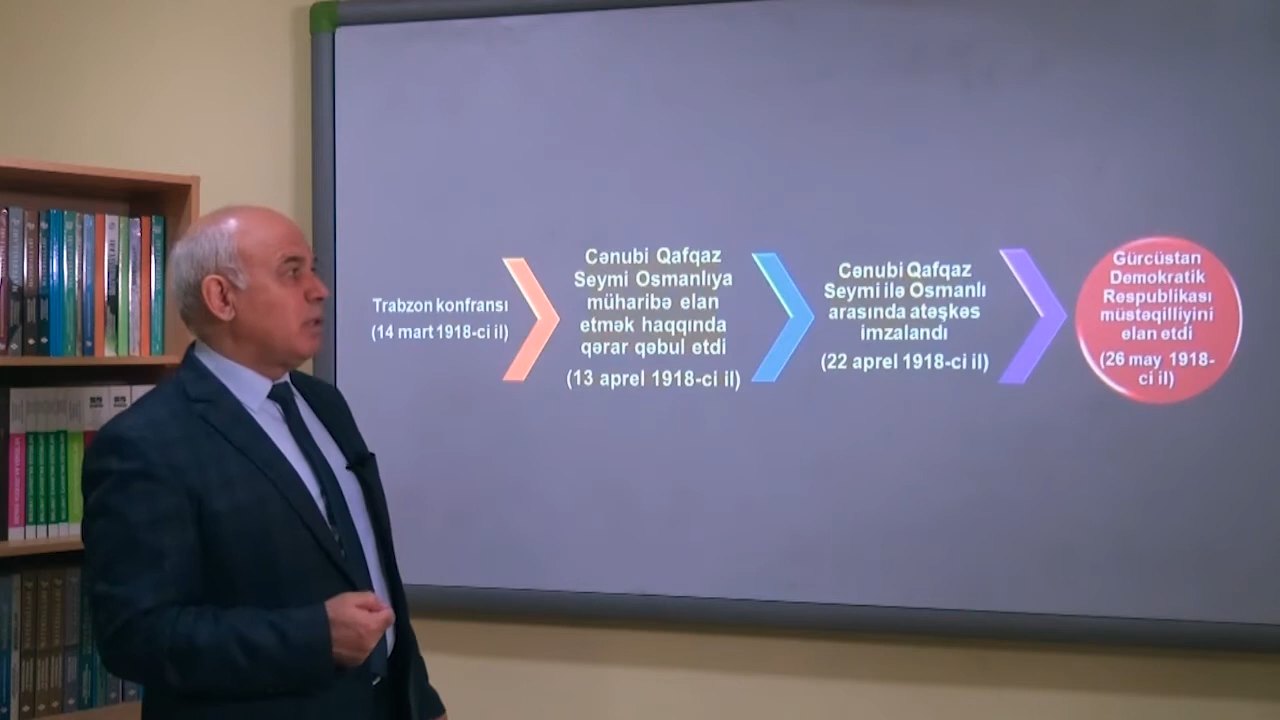 Trabzon konfransı
(14 mart 1918-ci il)
Cənubi Qafqaz
Seymi Osmanlıya
müharibə elan
etmək haqqında
qərar qəbul etdi
(13 aprel 1918-ci il)
Cənubi Qafqaz
Seymi ilə Osmanlı
arasında atəşkəs
imzalandı
(22 aprel 1918-ci il)
Gürcüstan
Demokratik
Respublikası
müstəqilliyini
elan etdi
(26 may 1918-
ci il)